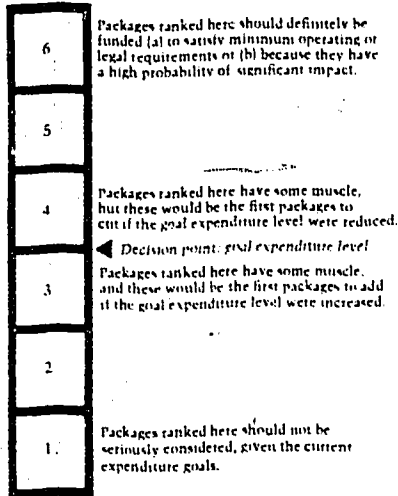 6
Packages ranked here should definitely be
funded (a) to satisfy minimum operating or
legal requirements or (b) because they have
a high probability of significant impact.
5
4
Packages ranked here have some muscle,
but these would be the first packages to
cut if the goal expenditure level were reduced.
Decision point: goal expenditure level
3
Packages ranked here have some muscle,
and these would be the first packages to add
if the goal expenditure level were increased.
2
1
Packages ranked here should not be
seriously considered, given the current
expenditure goals.